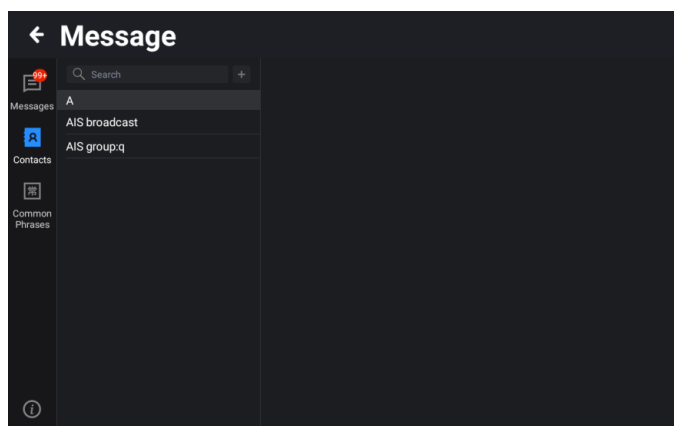 Message
99+
Messages
Contacts
常
Common
Phrases
Search
+
A
AIS broadcast
AIS group:q